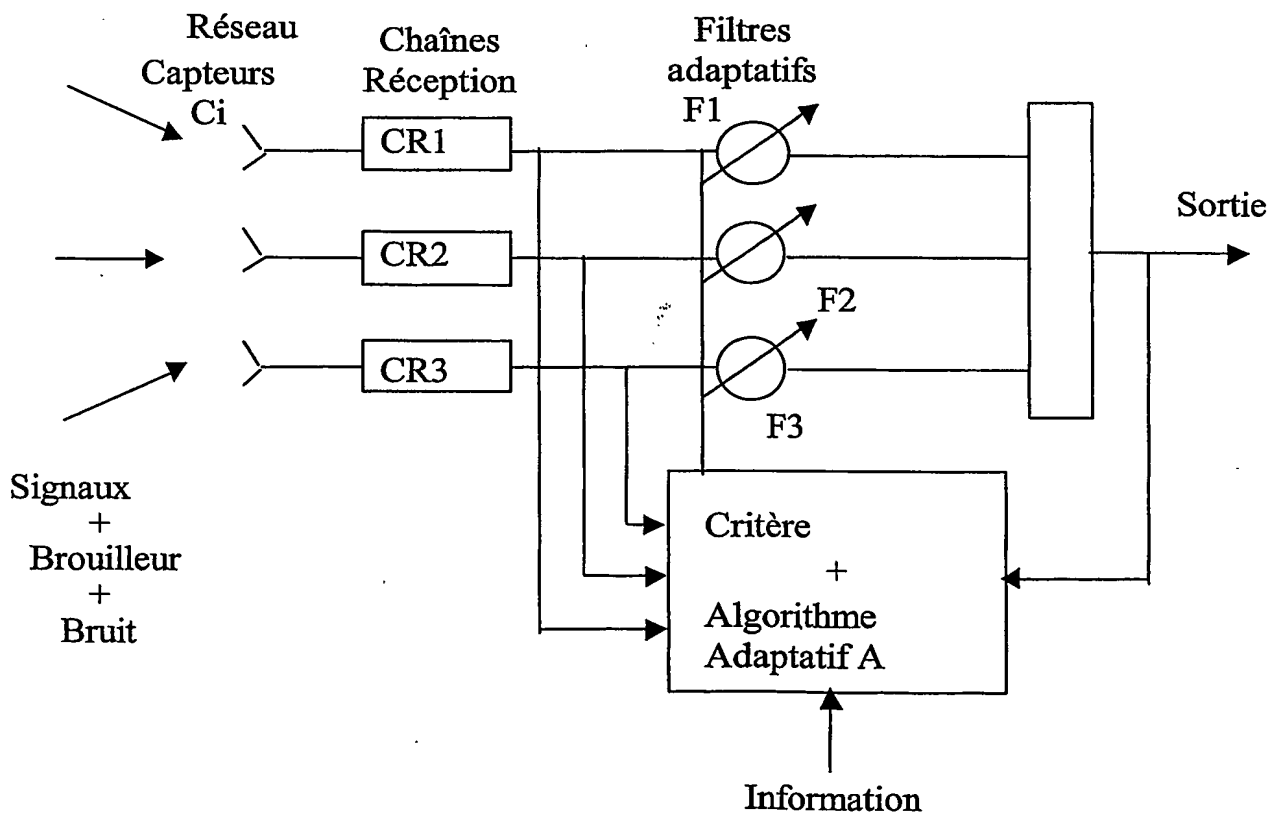 Réseau
Capteurs
Ci
Chaînes
Réception
Filtres
adaptatifs
F1
CR1
CR2
CR3
F2
F3
Sortie
Signaux
+
Brouilleur
+
Bruit
Critère
+
Algorithme
Adaptatif A
Information